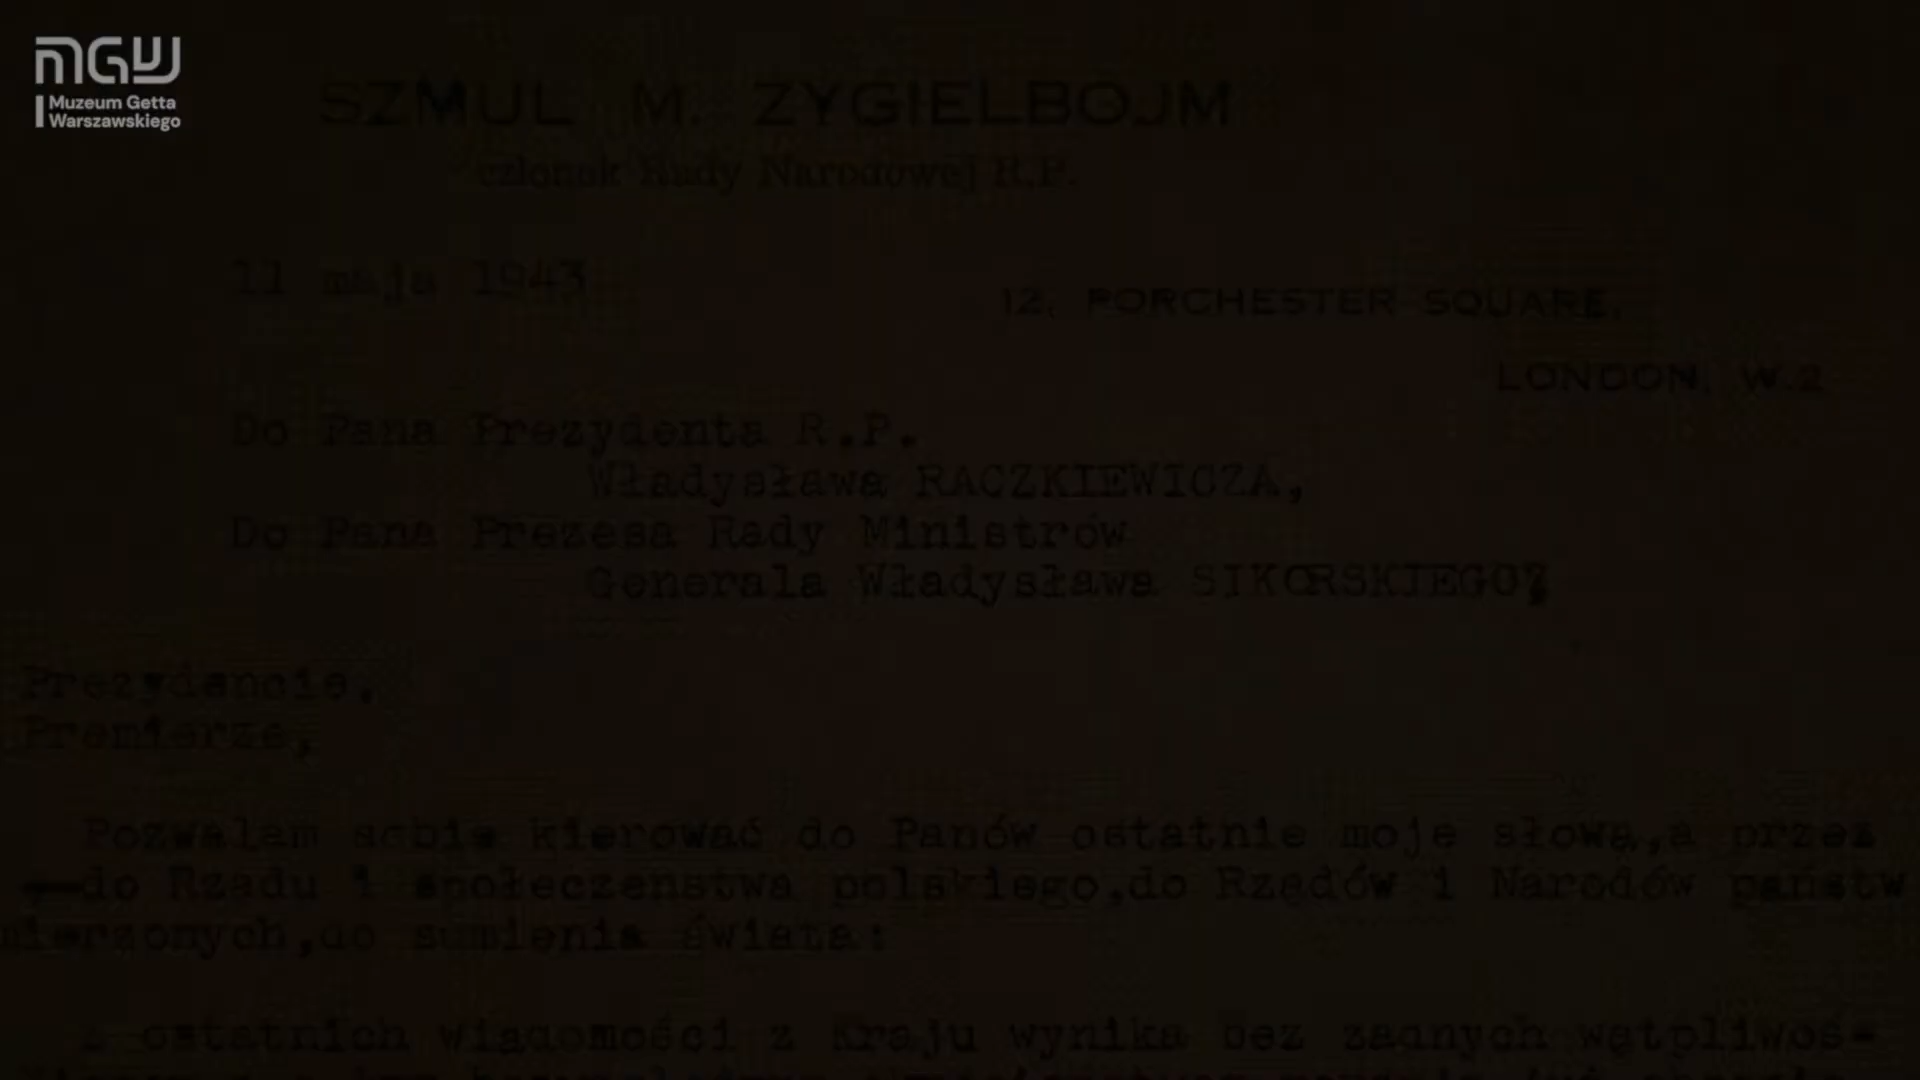 MGW
Muzeum Getta
Warszawskiego
SZMUL M. ZYGIELBOJM
członek Rady Narodowej R.P.
11 maja 1943
12, PORCHESTER SQUARE,
LONDON, W.2
Do Pana Prezydenta R.P.
Władysława RACZKIEWICZA,
Do Pana Prezesa Rady Ministrów
Generała Władysława SIKORSKIEGO
Prezydencie,
Premierze,
Pozwalam sobie kierować do Panów ostatnie moje słowa, a przez
do Rządu i społeczeństwa polskiego, do Rządów i Narodów państw
mierzonych, do sumienia świata:
Z ostatnich wiadomości z Kraju wynika bez żadnych wątpliwoś-